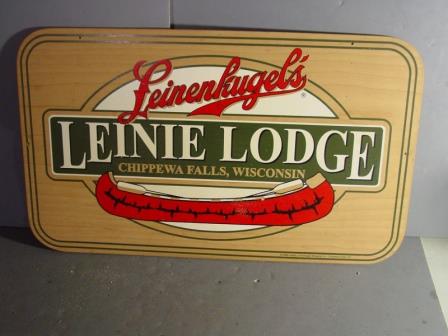 Leinenkugel's®
LEINIE LODGE
CHIPPEWA FALLS, WISCONSIN